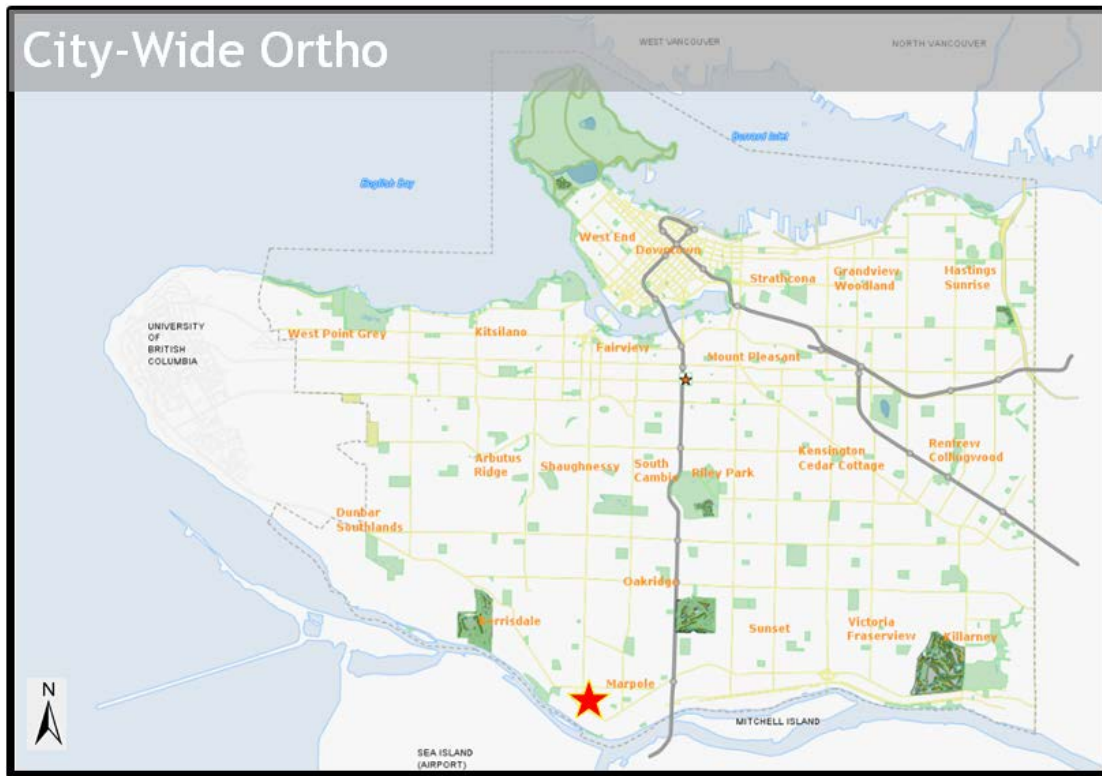 City-Wide Ortho
WEST VANCOUVER
NORTH VANCOUVER
Burrard Inlet
English Bay
West End
Downtown
Strathcona
Grandview
Woodland
Hastings
Sunrise
UNIVERSITY
OF
BRITISH
COLUMBIA
West Point Grey
Kitsilano
Fairview
Mount Pleasant
Arbutus
Ridge
Shaughnessy
South
Cambie
Riley Park
Kensington
Cedar Cottage
Renfrew
Collingwood
Dunbar
Southlands
Oakridge
Kerrisdale
Sunset
Victoria
Fraserview
Killarney
Marpole
N
MITCHELL ISLAND
SEA ISLAND
(AIRPORT)